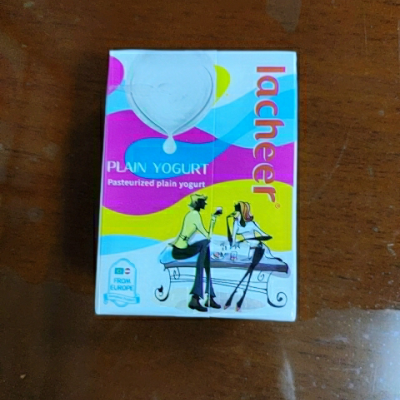 lacheer
PLAIN YOGURT
Pasteurized plain yogurt
FROM
EUROPE